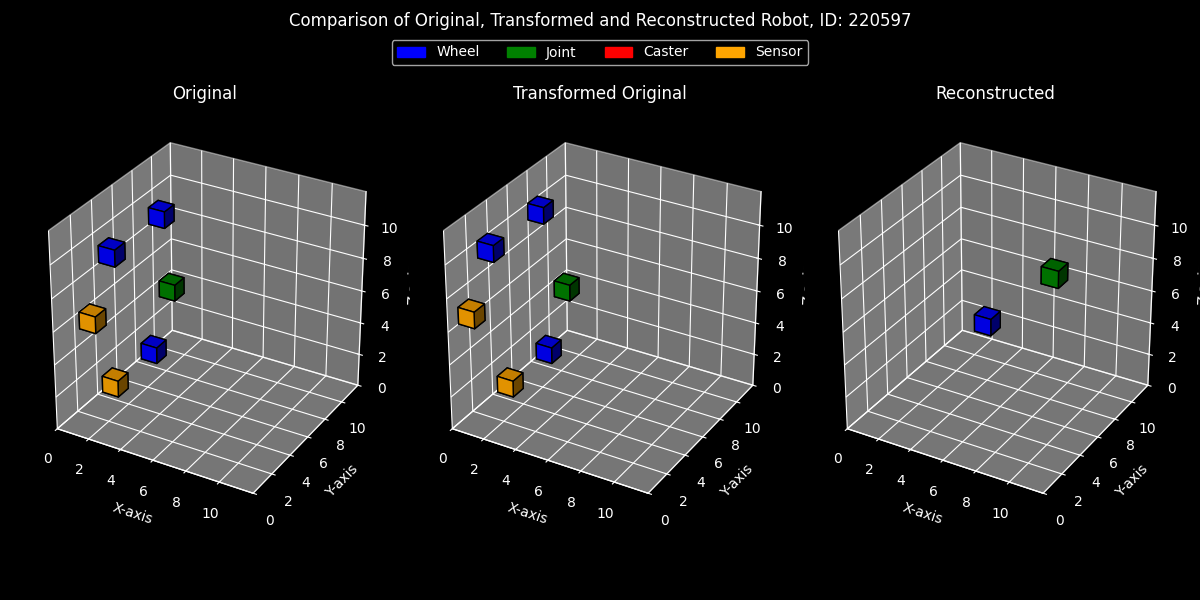 Comparison of Original, Transformed and Reconstructed Robot, ID: 220597
Wheel Joint Caster Sensor
Original Transformed Original Reconstructed
10 8 6 4 2 0
0 2 4 6 8 10
X-axis
0 2 4 6 8 10
Y-axis
10 8 6 4 2 0
0 2 4 6 8 10
X-axis
0 2 4 6 8 10
Y-axis
10 8 6 4 2 0
0 2 4 6 8 10
X-axis
0 2 4 6 8 10
Y-axis